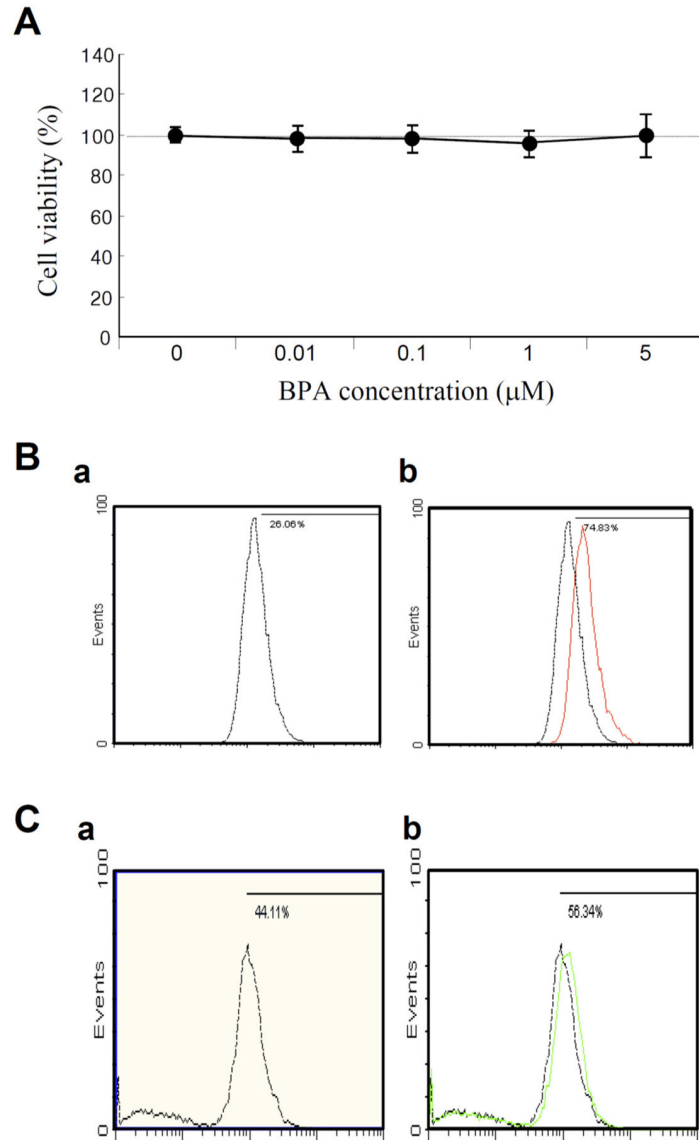 A
140
120
100
80
60
40
20
0
Cell viability (%)
0 0.01 0.1 1 5
BPA concentration (μM)
B
a
b
100
26.06%
Events
0
100
74.83%
Events
0
C
a
b
100
44.11%
Events
0
100
56.34%
Events
0